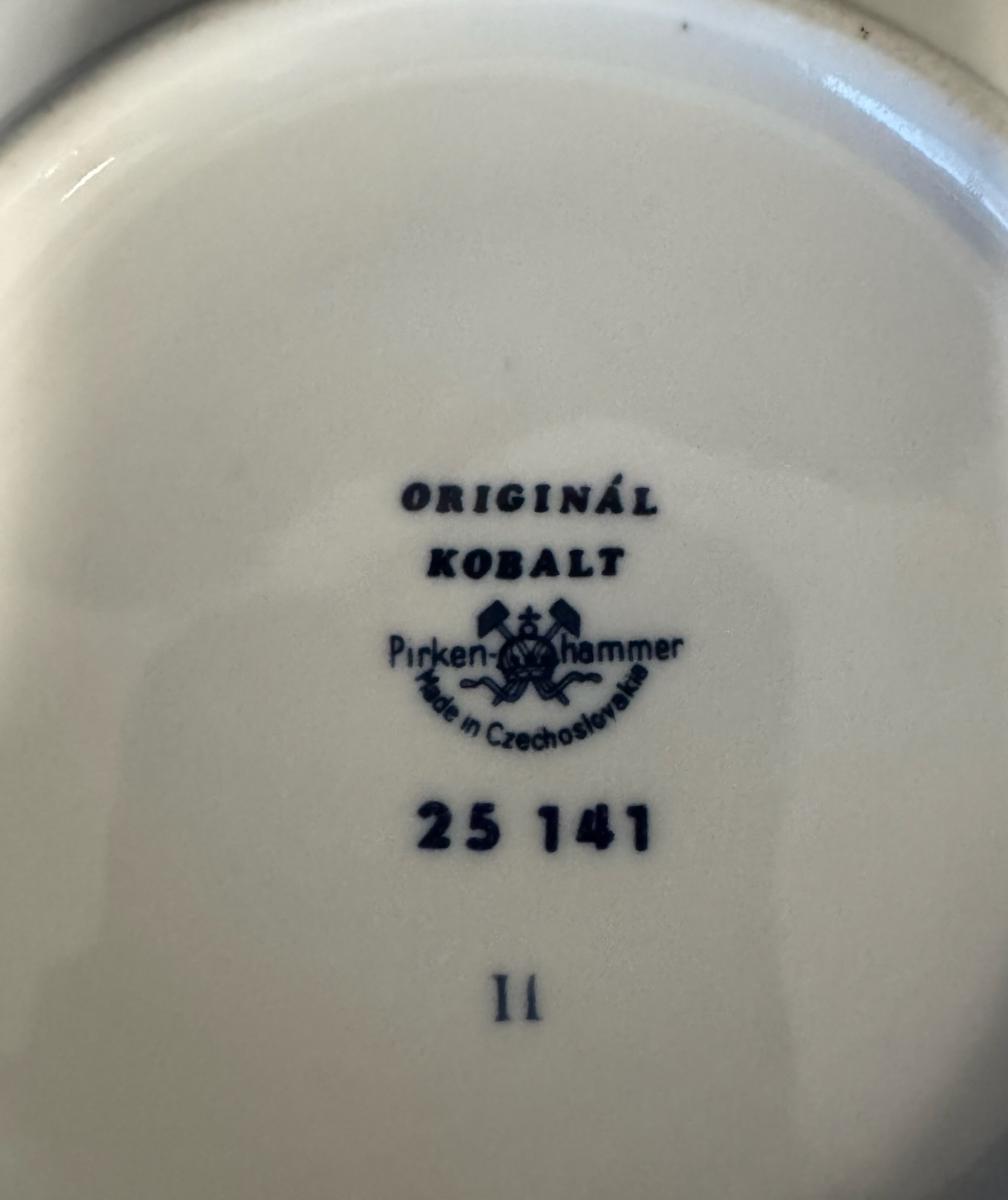 ORIGINÁL
KOBALT
Pirken-hammer
Made in Czechoslovakia
25 141
II